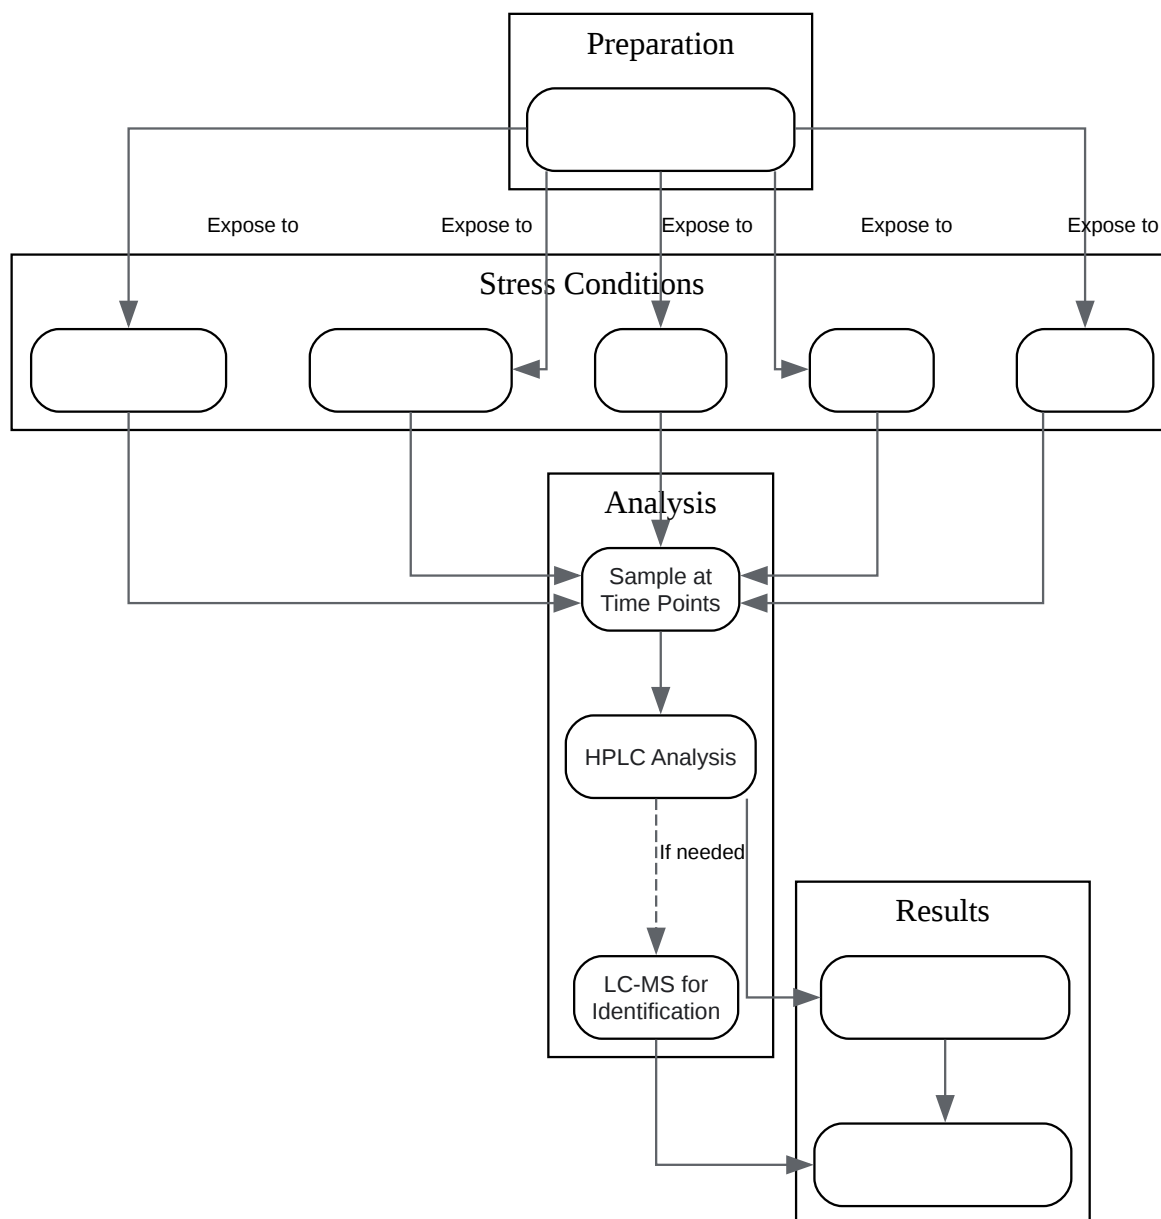 Preparation
Expose to
Expose to
Expose to
Expose to
Expose to
Stress Conditions
Analysis
Sample at
Time Points
HPLC Analysis
If needed
Results
LC-MS for
Identification